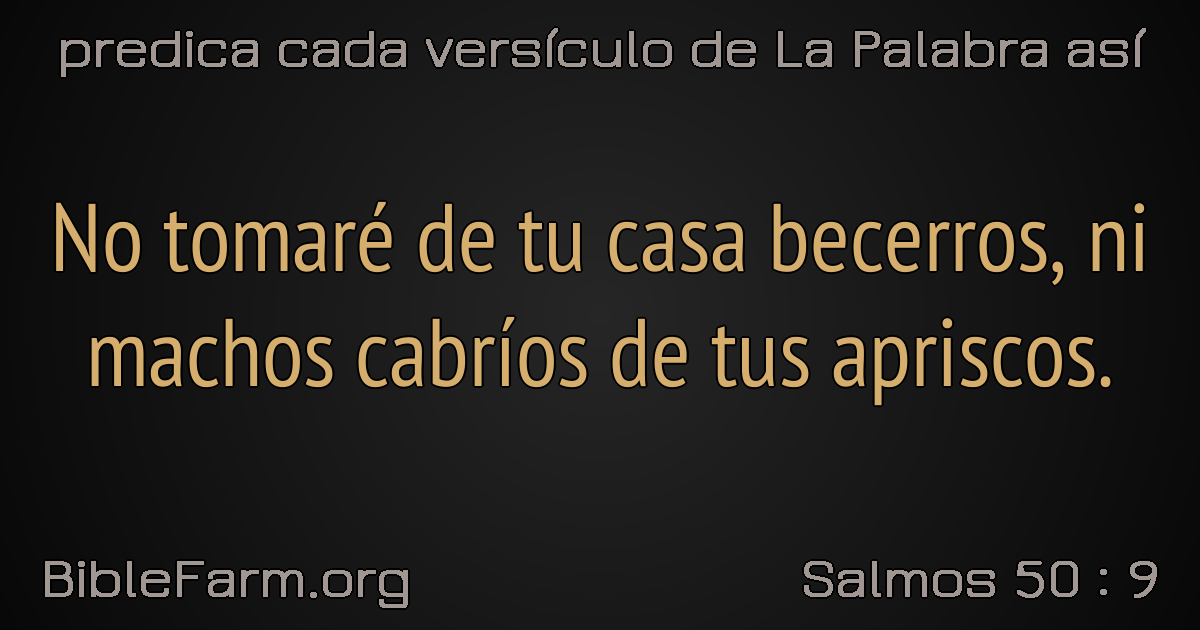 predica cada versículo de La Palabra así
No tomaré de tu casa becerros, ni
machos cabríos de tus apriscos.
BibleFarm.org
Salmos 50 : 9